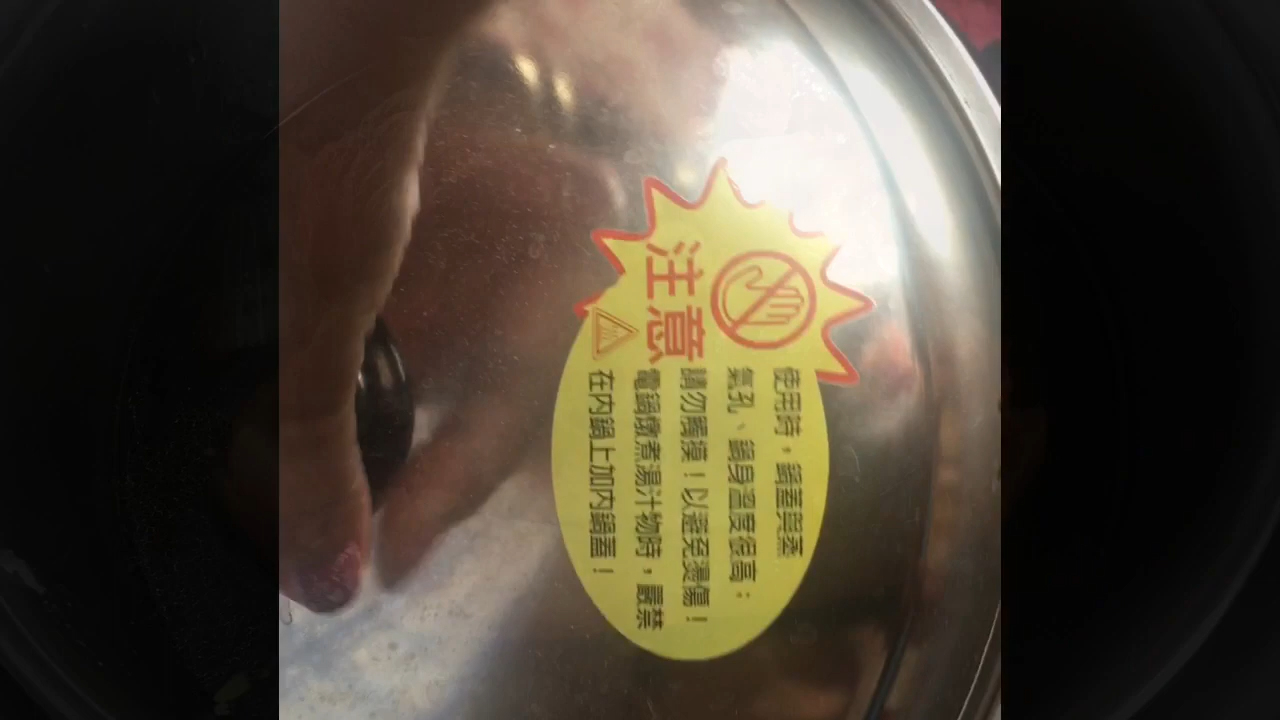 注意
使用時，鍋蓋與蒸
氣孔、鍋身溫度很高；
請勿觸摸！以避免燙傷！
電鍋燉煮湯汁物時，嚴禁
在內鍋上加內鍋蓋！